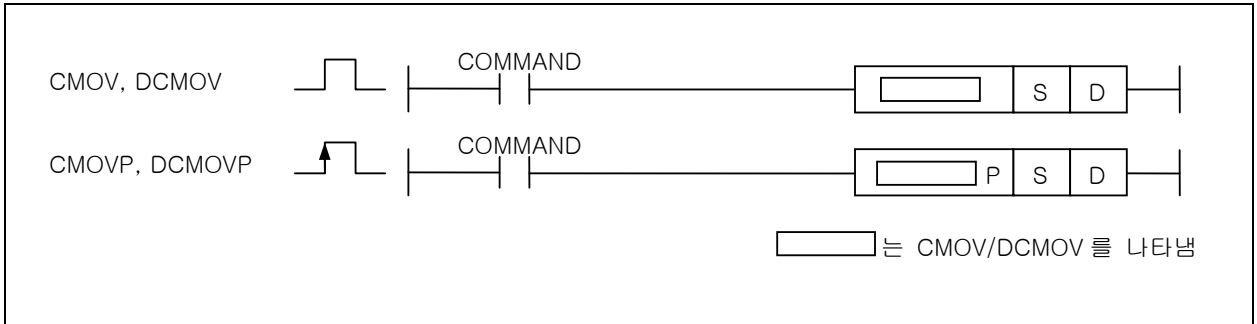 COMMAND
CMOV, DCMOV
S D
COMMAND
CMOVP, DCMOVP
P S D
는 CMOV/DCMOV 를 나타냄